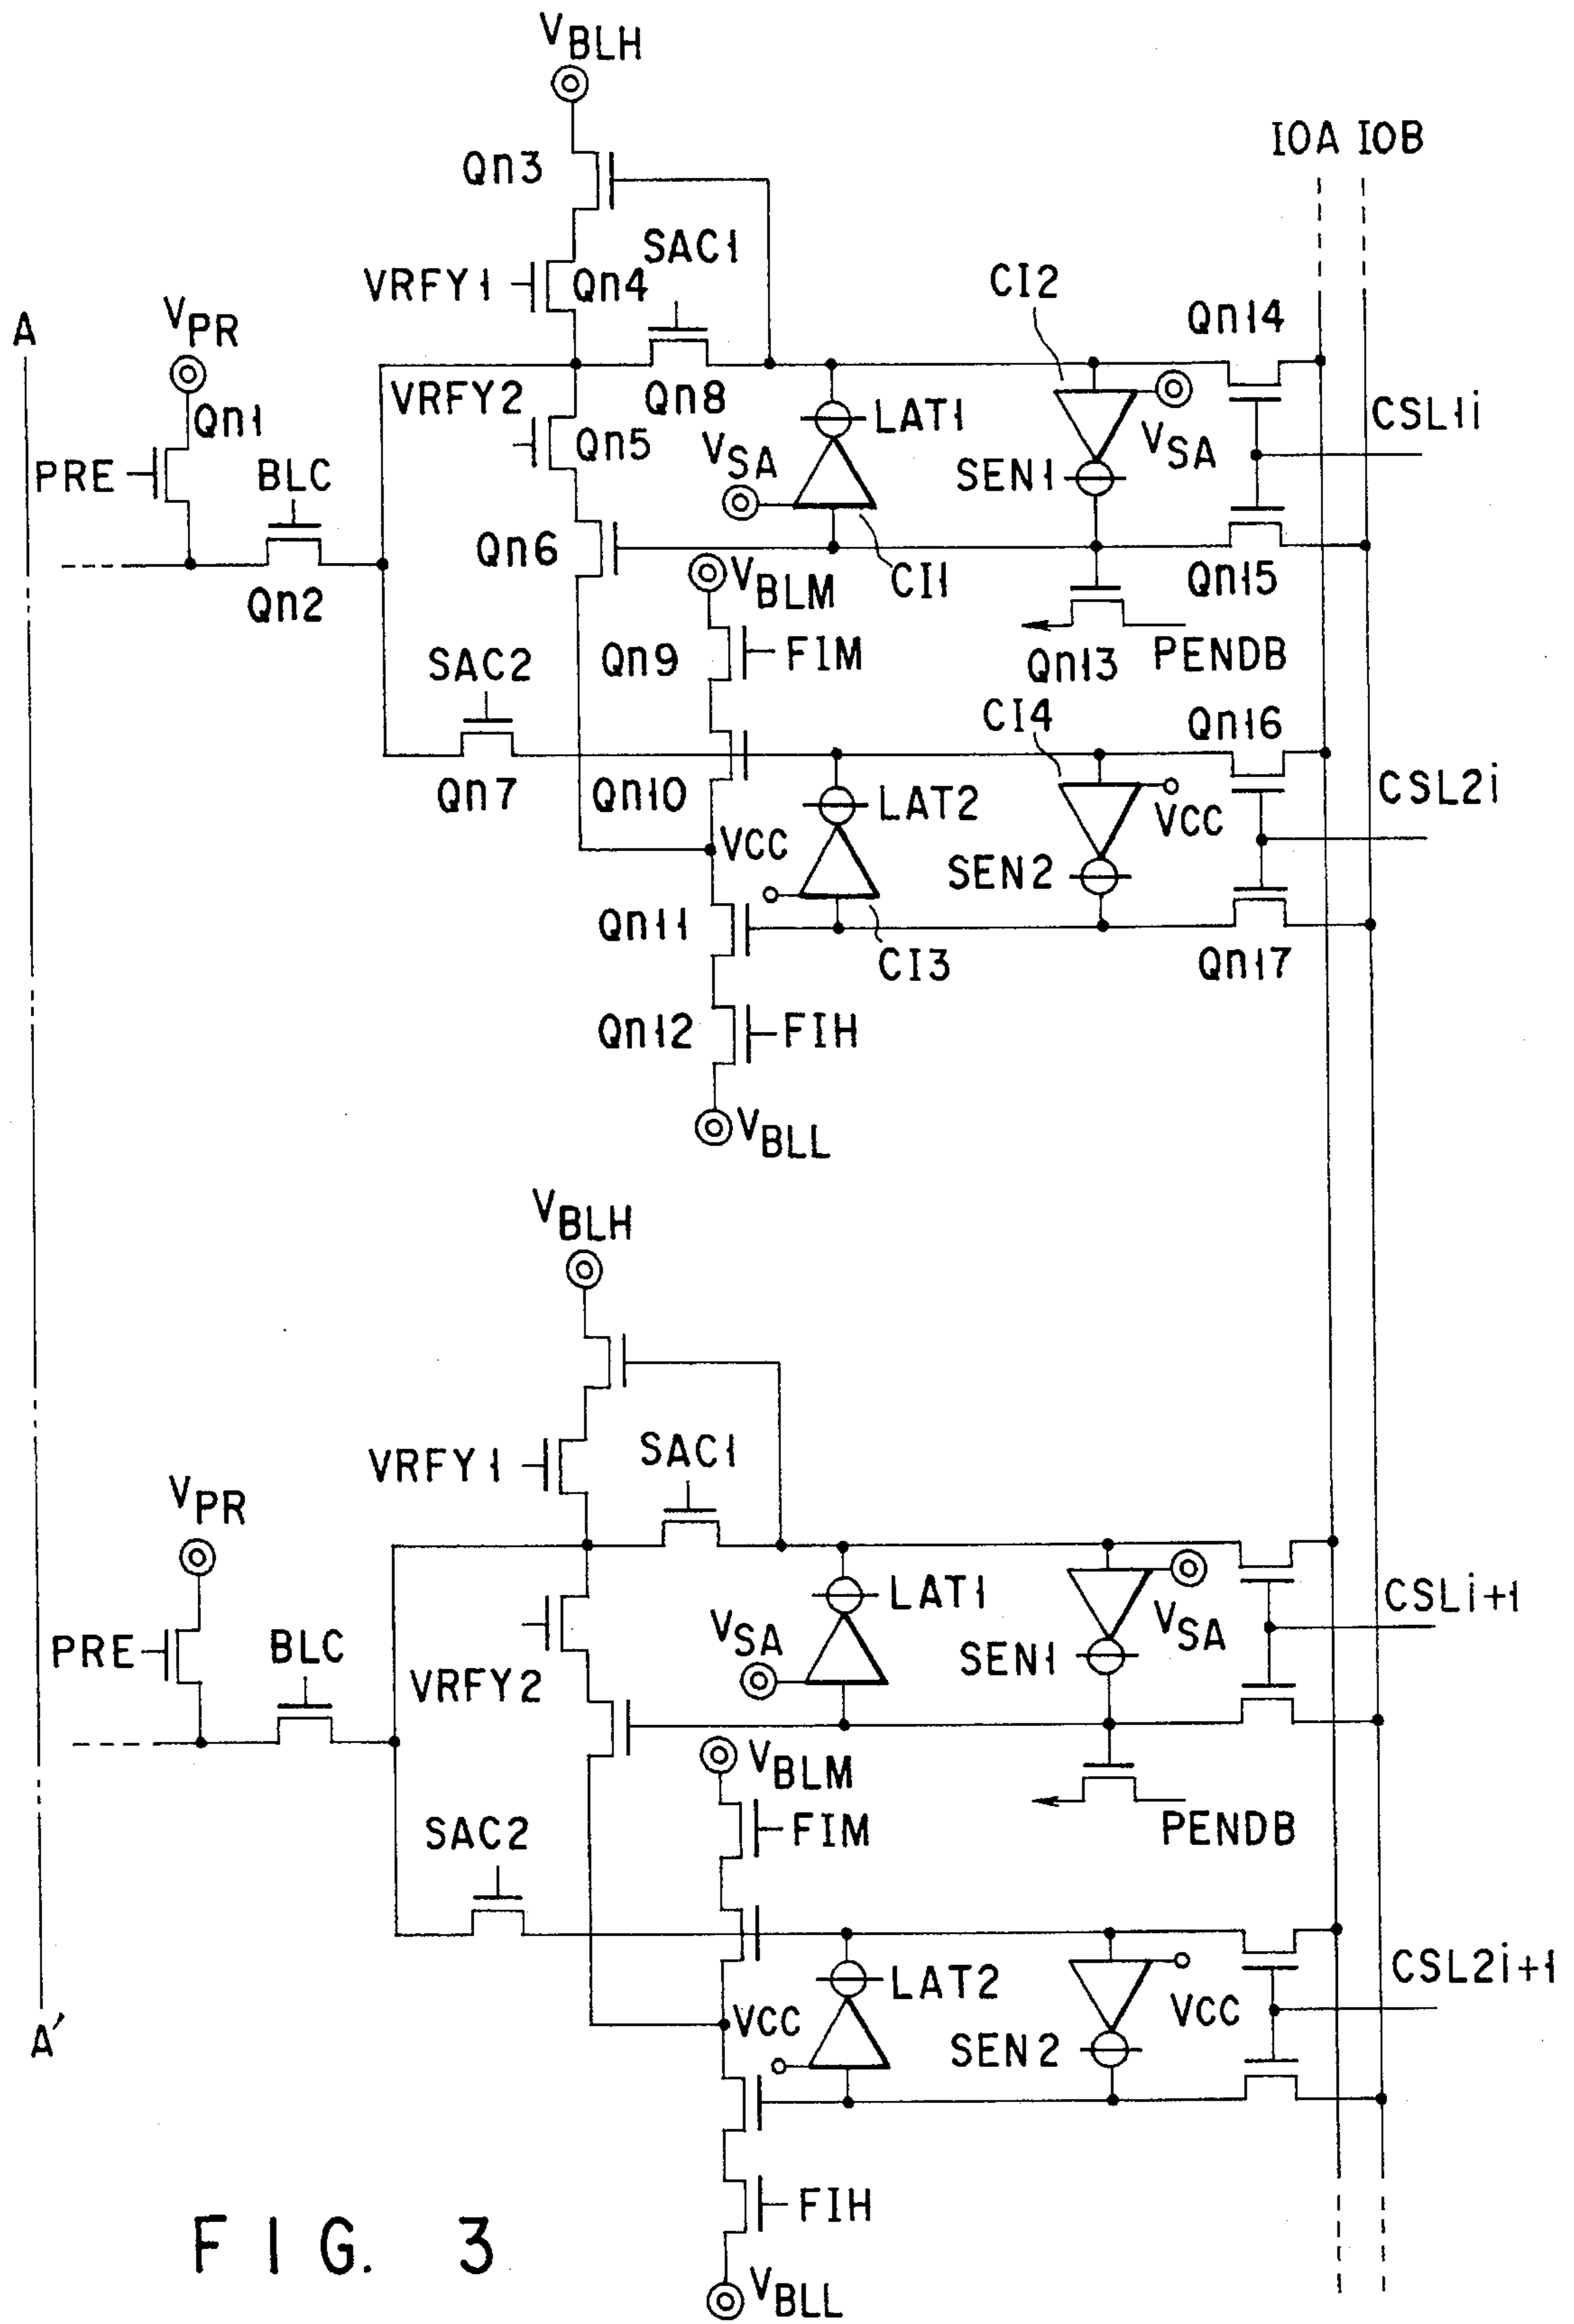 VBLH
IOA IOB
Qn3
SAC1
CI2
VRFY1
Qn4
Qn14
A
VPR
VRFY2
Qn8
LAT1
CSL1i
Qn1
Qn5
VSA
VSA
PRE
BLC
SEN1
Qn6
Qn2
VBLM
CI1
Qn15
SAC2
Qn9
FIM
Qn13
PENDB
CI4
Qn16
Qn7
Qn10
LAT2
VCC
CSL2i
VCC
SEN2
Qn11
CI3
Qn17
Qn12
FIH
VBLL
VBLH
VRFY1
SAC1
VPR
LAT1
CSLi+1
VSA
VSA
PRE
BLC
SEN1
VRFY2
VBLM
SAC2
FIM
PENDB
LAT2
CSL2i+1
VCC
VCC
A'
SEN2
FIH
FIG. 3
VBLL